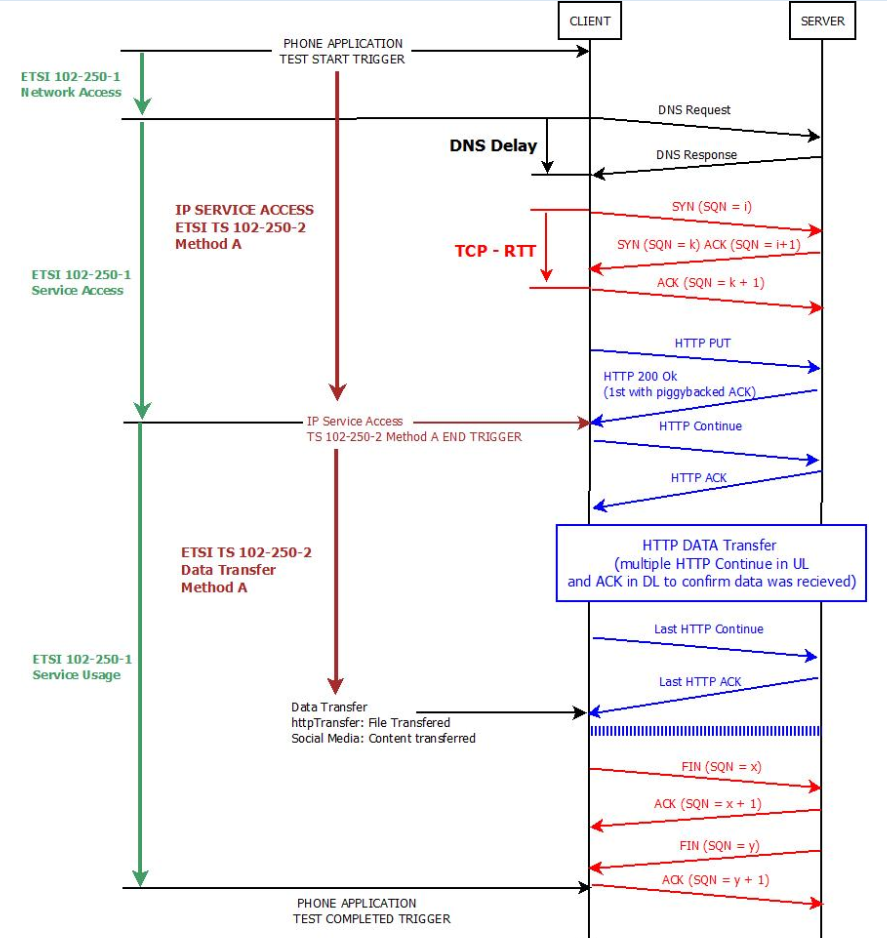 CLIENT
SERVER
PHONE APPLICATION
TEST START TRIGGER
ETSI 102-250-1
Network Access
DNS Request
DNS Delay
DNS Response
IP SERVICE ACCESS
ETSI TS 102-250-2
Method A
SYN (SQN = i)
TCP - RTT
SYN (SQN = k) ACK (SQN = i+1)
ETSI 102-250-1
Service Access
ACK (SQN = k + 1)
HTTP PUT
HTTP 200 Ok
(1st with piggybacked ACK)
IP Service Access
TS 102-250-2 Method A END TRIGGER
HTTP Continue
HTTP ACK
ETSI TS 102-250-2
Data Transfer
Method A
HTTP DATA Transfer
(multiple HTTP Continue in UL
and ACK in DL to confirm data was recieved)
Last HTTP Continue
ETSI 102-250-1
Service Usage
Last HTTP ACK
Data Transfer
httpTransfer: File Transfered
Social Media: Content transferred
FIN (SQN = x)
ACK (SQN = x + 1)
FIN (SQN = y)
ACK (SQN = y + 1)
PHONE APPLICATION
TEST COMPLETED TRIGGER